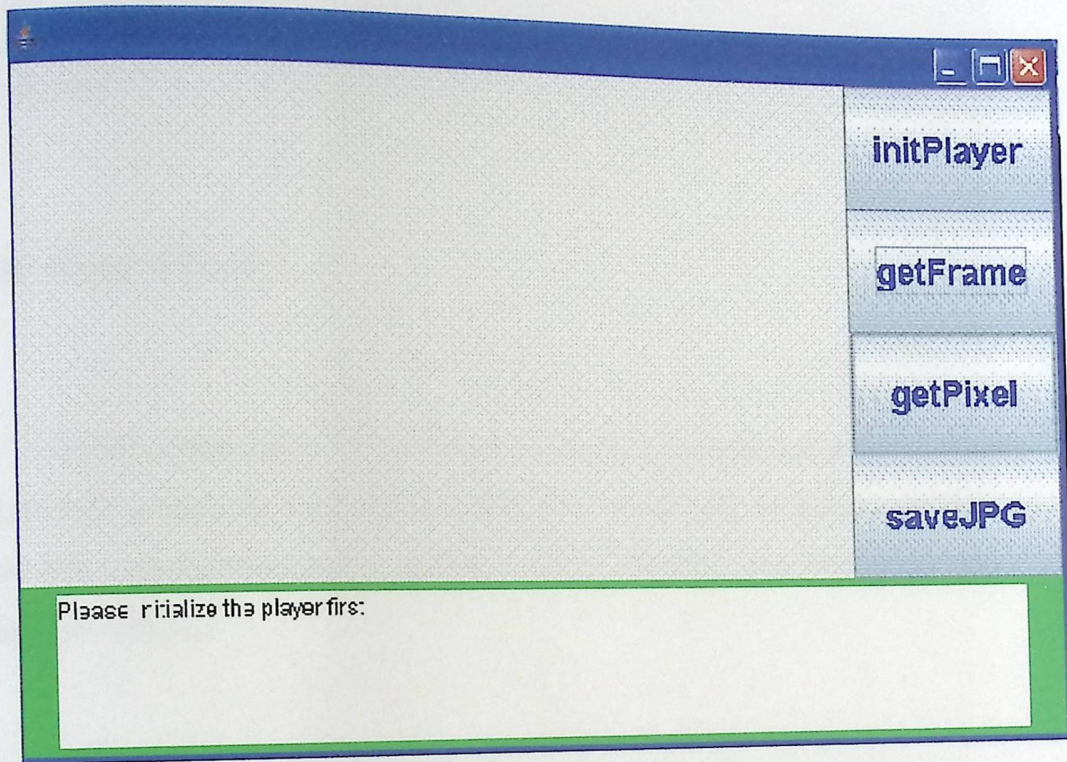 initPlayer
getFrame
getPixel
saveJPG
Please initialize the player first